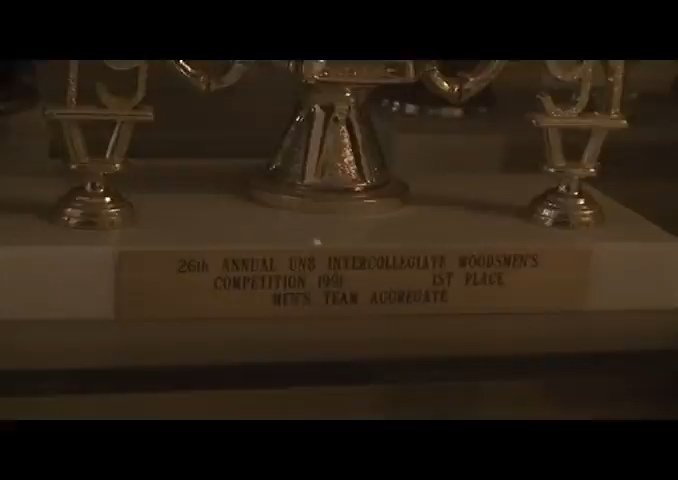 26th ANNUAL UNB INTERCOLLEGIATE WOODSMEN'S
COMPETITION 1991 1ST PLACE
MEN'S TEAM AGGREGATE